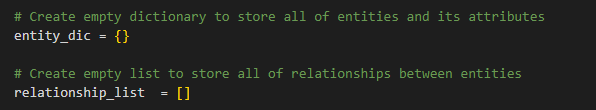 # Create empty dictionary to store all of entities and its attributes
entity_dic = {}
# Create empty list to store all of relationships between entities
relationship_list  = []